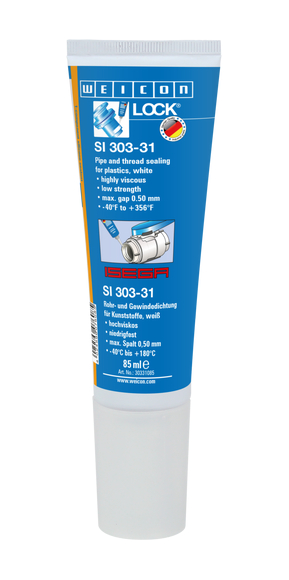 WEICON
LOCK®
SI 303-31
Pipe and thread sealing
for plastics, white
• highly viscous
• low strength
• max. gap 0.50 mm
• -40°F to +356°F
SI 303-31
Rohr- und Gewindedichtung
für Kunststoffe, weiß
• hochviskos
• niedrigfest
• max. Spalt 0,50 mm
• -40°C bis +180°C
85 ml ℮
Art. No.: 30331085
www.weicon.com